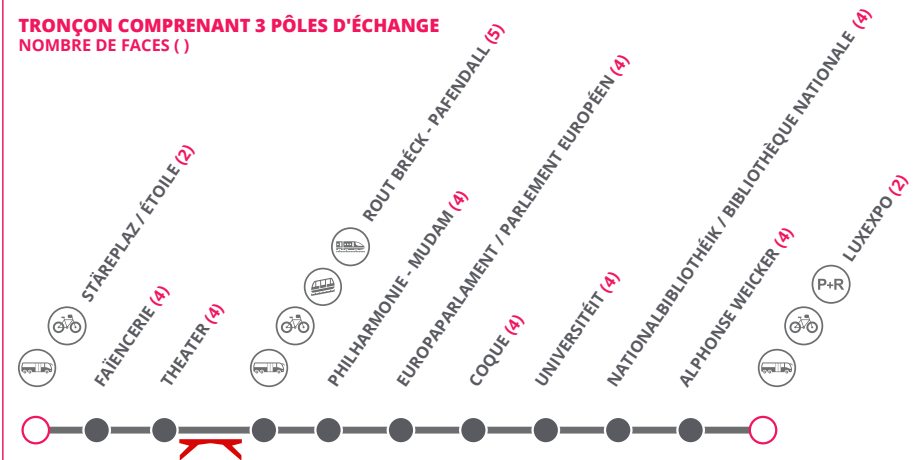 TRONÇON COMPRENANT 3 PÔLES D'ÉCHANGE
NOMBRE DE FACES ( )
STÄREPLAZ / ÉTOILE (2)
FAÏENCERIE (4)
THEATER (4)
ROUT BRÉCK - PAFENDALL (5)
PHILHARMONIE - MUDAM (4)
EUROPAPARLAMENT / PARLEMENT EUROPÉEN (4)
COQUE (4)
UNIVERSITÉIT (4)
NATIONALBIBLIOTHÉIK / BIBLIOTHÈQUE NATIONALE (4)
ALPHONSE WEICKER (4)
P+R
LUXEXPO (2)